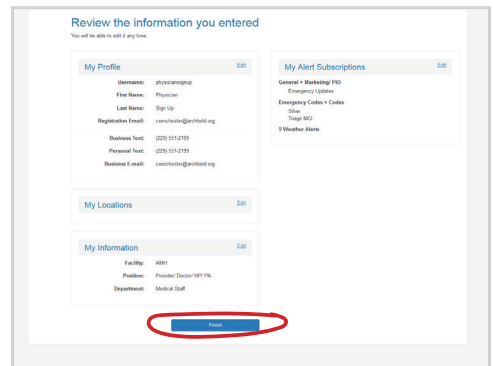 Review the information you entered
You will be able to edit it any time.
My Profile Edit
Username: physiciansignup
First Name: Physician
Last Name: Sign Up
Registration Email: cwinchester@archbold.org
Business Text: (229) 551-2199
Personal Text: (229) 551-2199
Business E-mail: cwinchester@archbold.org
My Locations Edit
My Information Edit
Facility: AMH
Position: Provider/ Doctor/ NP/ PA
Department: Medical Staff
My Alert Subscriptions Edit
General > Marketing/ PIO
Emergency Updates
Emergency Codes > Codes
Silver
Triage MCI
5 Weather Alerts
Finish